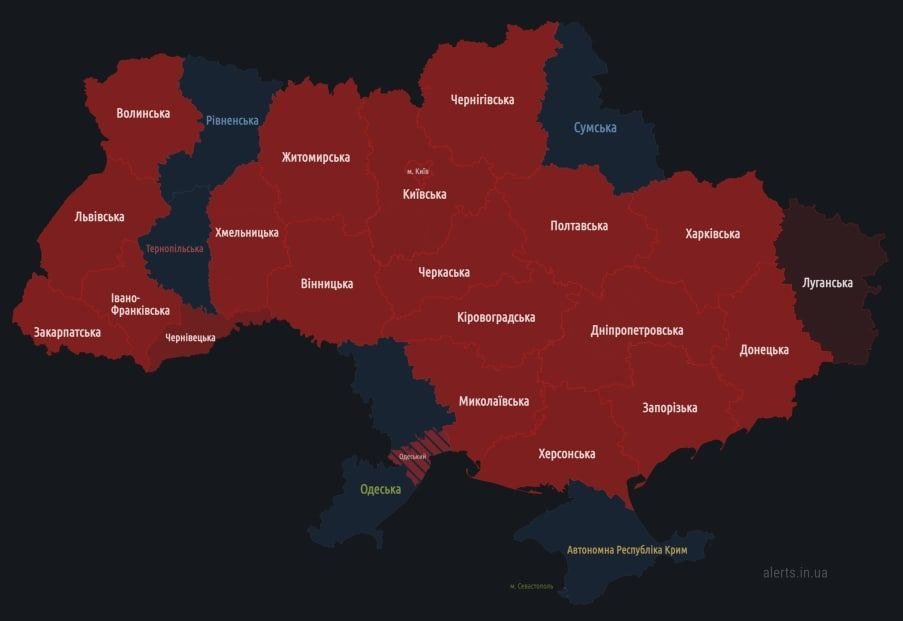 Волинська
Рівненська
Чернігівська
Сумська
Житомирська
м. Київ
Київська
Львівська
Тернопільська
Хмельницька
Полтавська
Харківська
Вінницька
Черкаська
Луганська
Івано-
Франківська
Закарпатська
Чернівецька
Кіровоградська
Дніпропетровська
Донецька
Миколаївська
Запорізька
Одеський
Херсонська
Одеська
Автономна Республіка Крим
м. Севастополь
alerts.in.ua